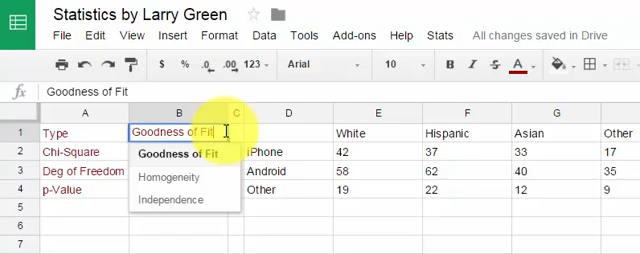 Statistics by Larry Green
File Edit View Insert Format Data Tools Add-ons Help Stats All changes saved in Drive
$ % .0 .00 123 Arial 10 B I S A
fx Goodness of Fit
A B C D E F G
1 Type Goodness of Fit White Hispanic Asian Other
2 Chi-Square Goodness of Fit iPhone 42 37 33 17
3 Deg of Freedom Homogeneity Android 58 62 40 35
4 p-Value Independence Other 19 22 12 9
5
6
7